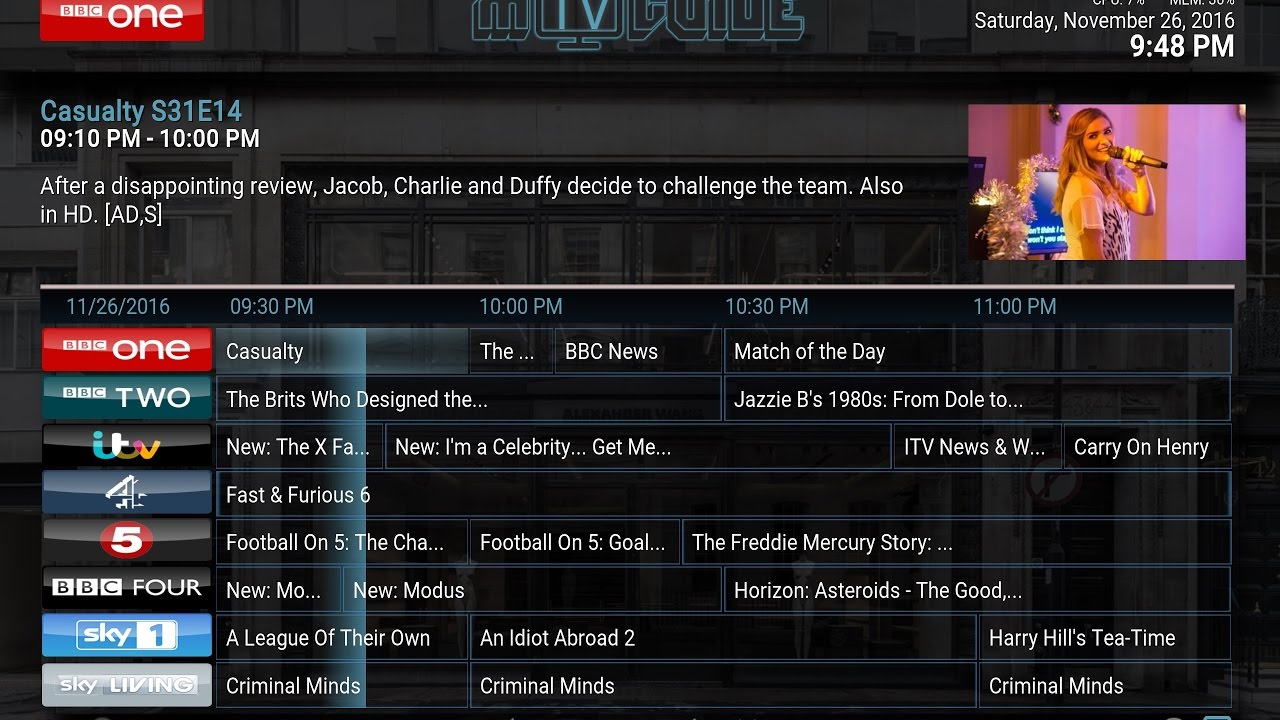 BBC one
mTVGUIDE
CPU: 7% MEM: 50%
Saturday, November 26, 2016
9:48 PM
Casualty S31E14
09:10 PM - 10:00 PM
After a disappointing review, Jacob, Charlie and Duffy decide to challenge the team. Also
in HD. [AD,S]
11/26/2016 09:30 PM 10:00 PM 10:30 PM 11:00 PM
BBC one Casualty The ... BBC News Match of the Day
BBC TWO The Brits Who Designed the... Jazzie B's 1980s: From Dole to...
itv New: The X Fa... New: I'm a Celebrity... Get Me... ITV News & W... Carry On Henry
4 Fast & Furious 6
5 Football On 5: The Cha... Football On 5: Goal... The Freddie Mercury Story: ...
BBC FOUR New: Mo... New: Modus Horizon: Asteroids - The Good,...
sky 1 A League Of Their Own An Idiot Abroad 2 Harry Hill's Tea-Time
sky LIVING Criminal Minds Criminal Minds Criminal Minds